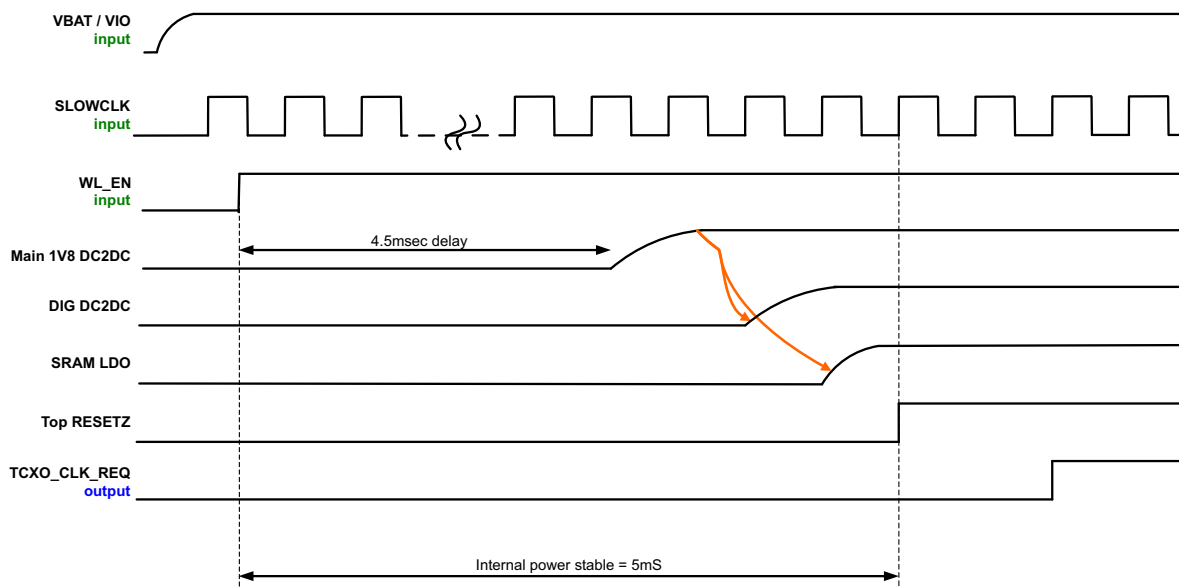 VBAT / VIO
input
SLOWCLK
input
WL_EN
input
4.5msec delay
Main 1V8 DC2DC
DIG DC2DC
SRAM LDO
Top RESETZ
TCXO_CLK_REQ
output
Internal power stable = 5mS